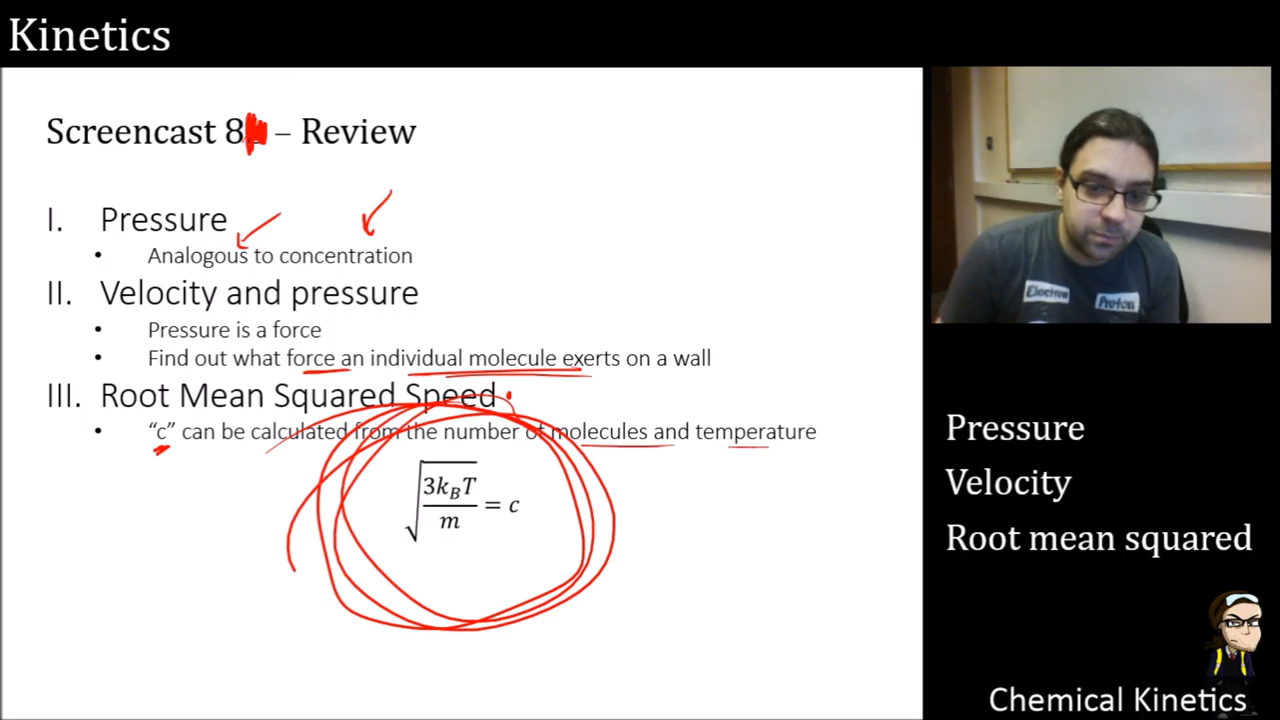 Kinetics
Screencast 8 – Review
I. Pressure
• Analogous to concentration
II. Velocity and pressure
• Pressure is a force
• Find out what force an individual molecule exerts on a wall
III. Root Mean Squared Speed
• “c” can be calculated from the number of molecules and temperature
√(3k_BT/m) = c
Electron Proton
Pressure
Velocity
Root mean squared
Chemical Kinetics